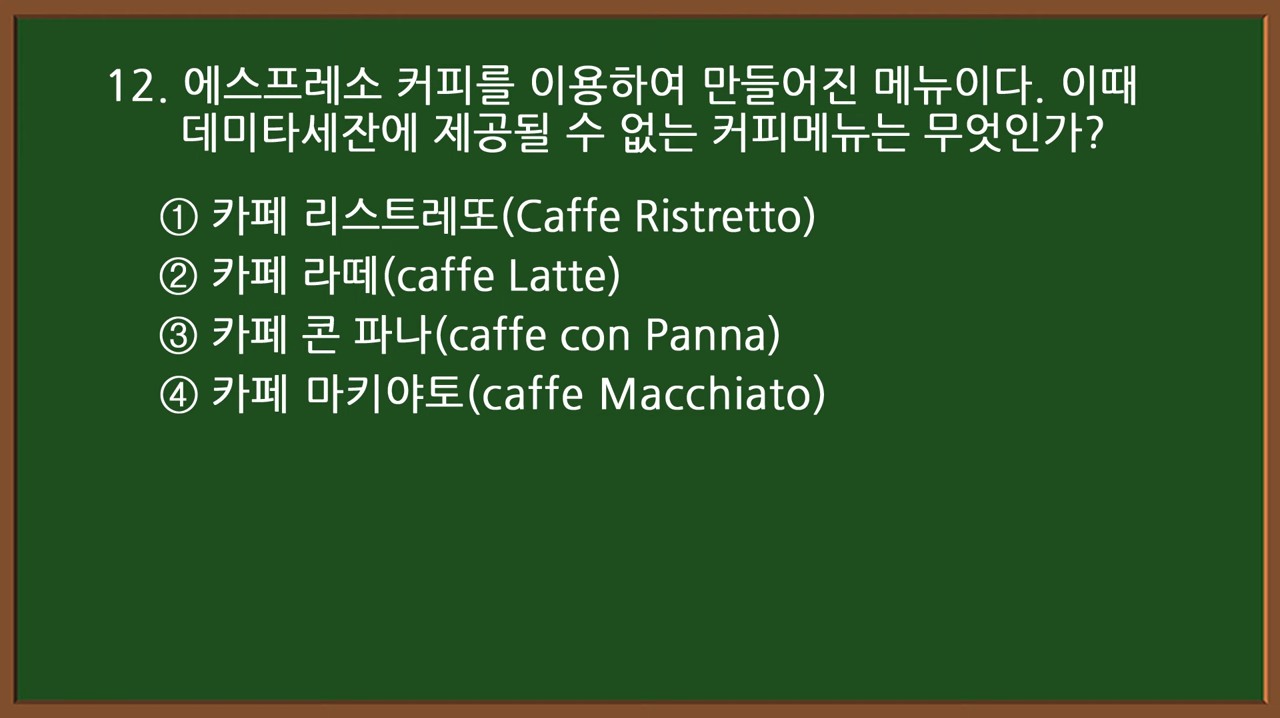 12. 에스프레소 커피를 이용하여 만들어진 메뉴이다. 이때
데미타세잔에 제공될 수 없는 커피메뉴는 무엇인가?
① 카페 리스트레또(Caffe Ristretto)
② 카페 라떼(caffe Latte)
③ 카페 콘 파나(caffe con Panna)
④ 카페 마키야토(caffe Macchiato)